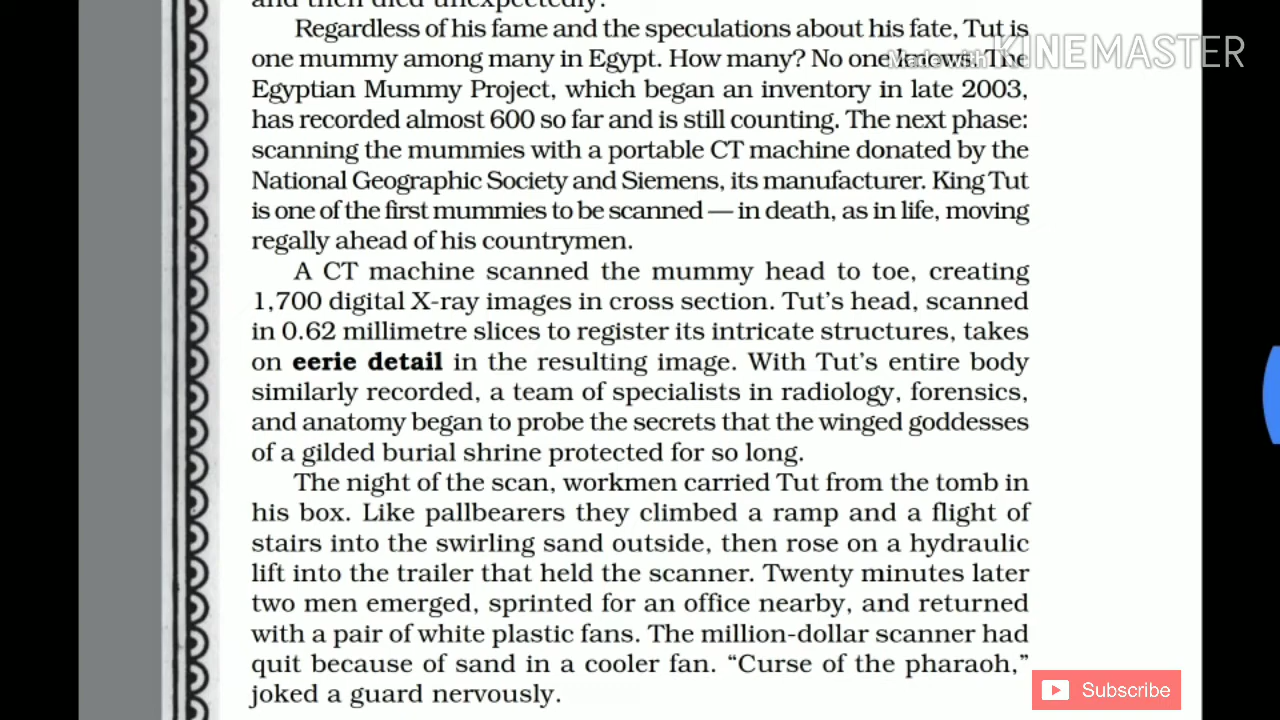 and then died unexpectedly.
Regardless of his fame and the speculations about his fate, Tut is
one mummy among many in Egypt. How many? No one knows. The
Made with KINEMASTER
Egyptian Mummy Project, which began an inventory in late 2003,
has recorded almost 600 so far and is still counting. The next phase:
scanning the mummies with a portable CT machine donated by the
National Geographic Society and Siemens, its manufacturer. King Tut
is one of the first mummies to be scanned — in death, as in life, moving
regally ahead of his countrymen.
A CT machine scanned the mummy head to toe, creating
1,700 digital X-ray images in cross section. Tut's head, scanned
in 0.62 millimetre slices to register its intricate structures, takes
on eerie detail in the resulting image. With Tut's entire body
similarly recorded, a team of specialists in radiology, forensics,
and anatomy began to probe the secrets that the winged goddesses
of a gilded burial shrine protected for so long.
The night of the scan, workmen carried Tut from the tomb in
his box. Like pallbearers they climbed a ramp and a flight of
stairs into the swirling sand outside, then rose on a hydraulic
lift into the trailer that held the scanner. Twenty minutes later
two men emerged, sprinted for an office nearby, and returned
with a pair of white plastic fans. The million-dollar scanner had
quit because of sand in a cooler fan. “Curse of the pharaoh,”
joked a guard nervously.
Subscribe